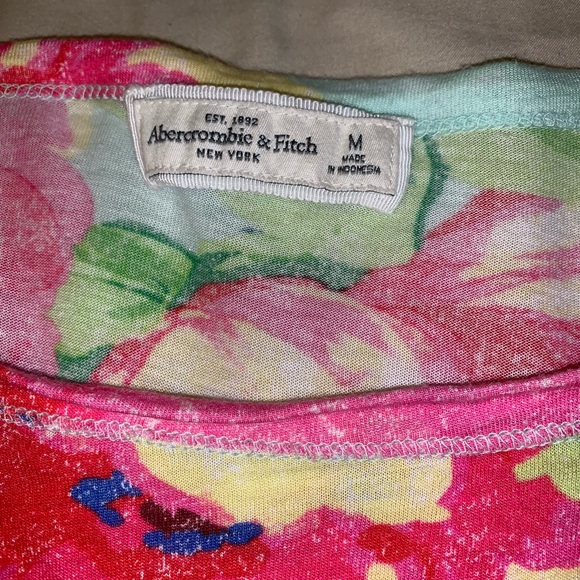 EST. 1892
Abercrombie & Fitch
NEW YORK
M
MADE
IN INDONESIA